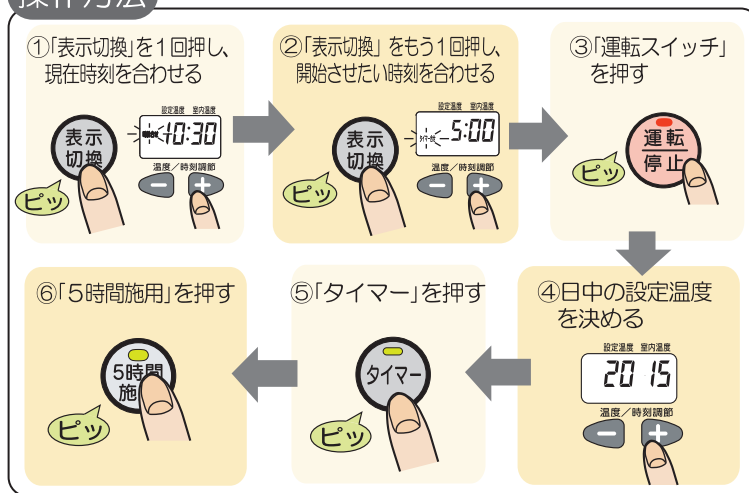 操作方法
①「表示切換」を1回押し、
現在時刻を合わせる
設定温度 室内温度
10:30
表示
切換
温度/時刻調節
ピッ
②「表示切換」をもう1回押し、
開始させたい時刻を合わせる
設定温度 室内温度
5:00
表示
切換
温度/時刻調節
ピッ
③「運転スイッチ」
を押す
運転
停止
ピッ
④日中の設定温度
を決める
設定温度 室内温度
20 15
温度/時刻調節
⑤「タイマー」を押す
タイマー
ピッ
⑥「5時間施用」を押す
5時間
施
ピッ